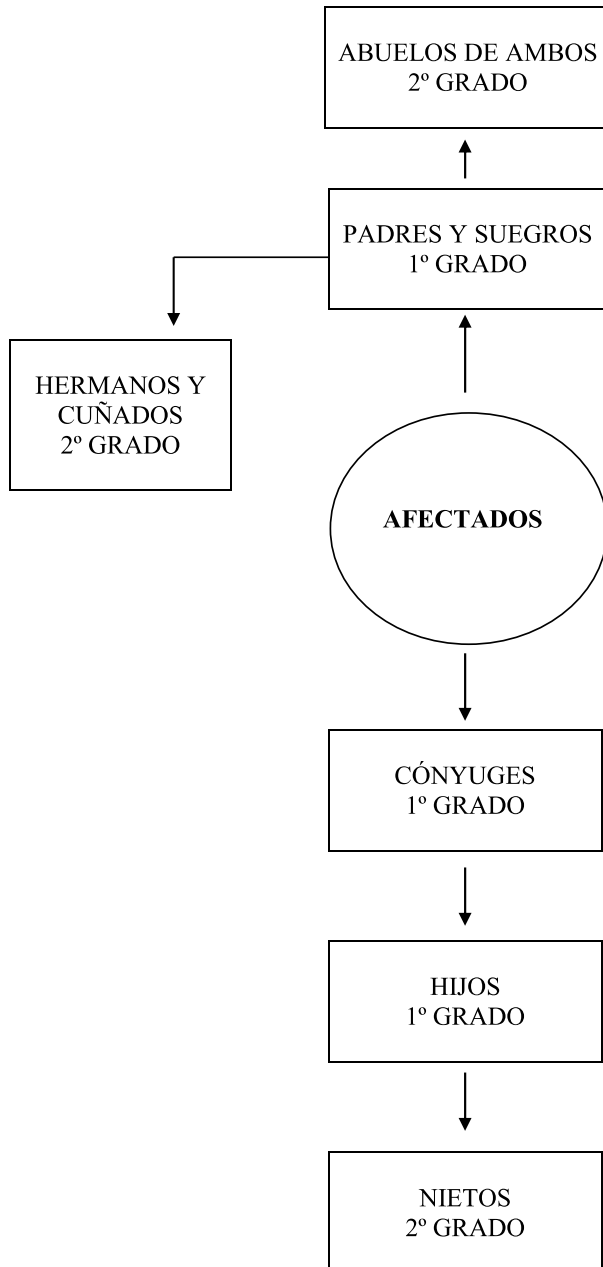 ABUELOS DE AMBOS
2º GRADO
PADRES Y SUEGROS
1º GRADO
HERMANOS Y
CUÑADOS
2º GRADO
AFECTADOS
CÓNYUGES
1º GRADO
HIJOS
1º GRADO
NIETOS
2º GRADO